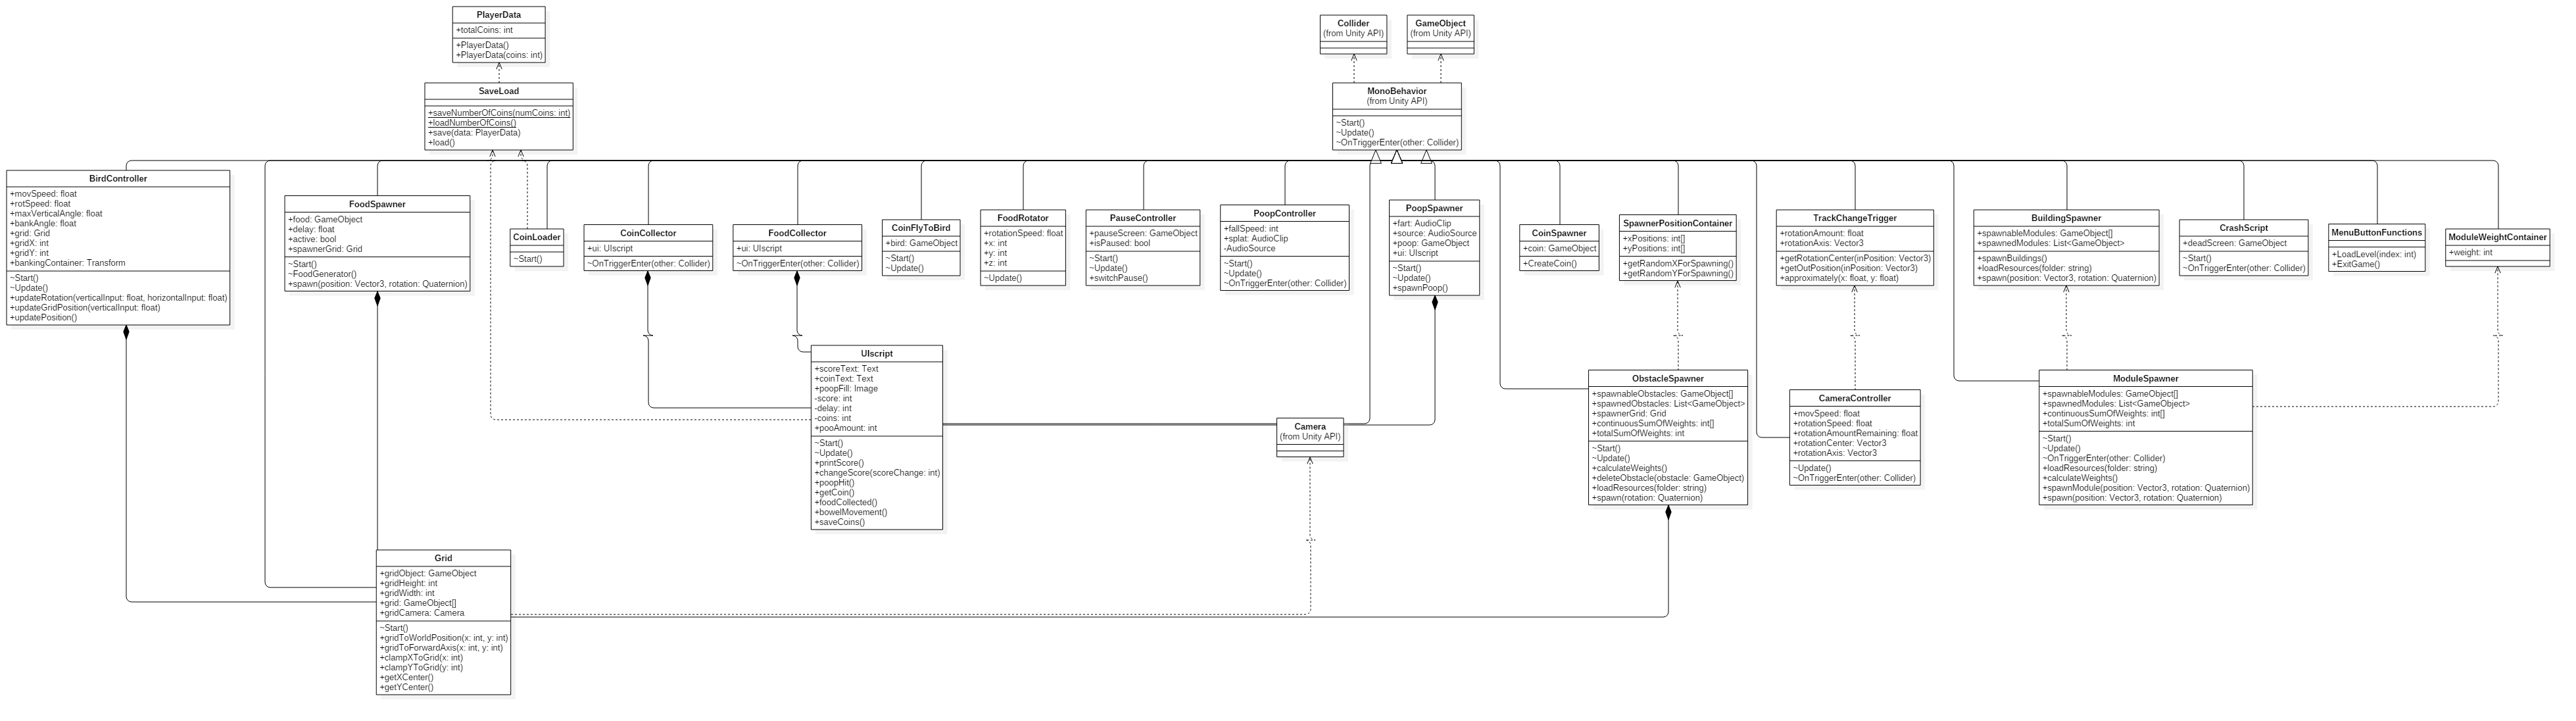 PlayerData
+totalCoins: int
+PlayerData()
+PlayerData(coins: int)
Collider
(from Unity API)
GameObject
(from Unity API)
SaveLoad
+saveNumberOfCoins(numCoins: int)
+loadNumberOfCoins()
+save(data: PlayerData)
+load()
MonoBehavior
(from Unity API)
~Start()
~Update()
~OnTriggerEnter(other: Collider)
BirdController
+movSpeed: float
+rotSpeed: float
+maxVerticalAngle: float
+bankAngle: float
+grid: Grid
+gridX: int
+gridY: int
+bankingContainer: Transform
~Start()
~Update()
+updateRotation(verticalInput: float, horizontalInput: float)
+updateGridPosition(verticalInput: float)
+updatePosition()
FoodSpawner
+food: GameObject
+delay: float
+active: bool
+spawnerGrid: Grid
~Start()
~FoodGenerator()
+spawn(position: Vector3, rotation: Quaternion)
CoinLoader
~Start()
CoinCollector
+ui: UIscript
~OnTriggerEnter(other: Collider)
FoodCollector
+ui: UIscript
~OnTriggerEnter(other: Collider)
CoinFlyToBird
+bird: GameObject
~Start()
~Update()
FoodRotator
+rotationSpeed: float
+x: int
+y: int
+z: int
~Update()
PauseController
+pauseScreen: GameObject
+isPaused: bool
~Start()
~Update()
+switchPause()
PoopController
+fallSpeed: int
+splat: AudioClip
-AudioSource
~Start()
~Update()
~OnTriggerEnter(other: Collider)
PoopSpawner
+fart: AudioClip
+source: AudioSource
+poop: GameObject
+ui: UIscript
~Start()
~Update()
+spawnPoop()
CoinSpawner
+coin: GameObject
+CreateCoin()
SpawnerPositionContainer
+xPositions: int[]
+yPositions: int[]
+getRandomXForSpawning()
+getRandomYForSpawning()
TrackChangeTrigger
+rotationAmount: float
+rotationAxis: Vector3
+getRotationCenter(inPosition: Vector3)
+getOutPosition(inPosition: Vector3)
+approximately(x: float, y: float)
BuildingSpawner
+spawnableModules: GameObject[]
+spawnedModules: List<GameObject>
+spawnBuildings()
+loadResources(folder: string)
+spawn(position: Vector3, rotation: Quaternion)
CrashScript
+deadScreen: GameObject
~Start()
~OnTriggerEnter(other: Collider)
MenuButtonFunctions
+LoadLevel(index: int)
+ExitGame()
ModuleWeightContainer
+weight: int
UIscript
+scoreText: Text
+coinText: Text
+poopFill: Image
-score: int
-delay: int
-coins: int
+pooAmount: int
~Start()
~Update()
+printScore()
+changeScore(scoreChange: int)
+poopHit()
+getCoin()
+foodCollected()
+bowelMovement()
+saveCoins()
Camera
(from Unity API)
ObstacleSpawner
+spawnableObstacles: GameObject[]
+spawnedObstacles: List<GameObject>
+spawnerGrid: Grid
+continuousSumOfWeights: int[]
+totalSumOfWeights: int
~Start()
~Update()
+calculateWeights()
+deleteObstacle(obstacle: GameObject)
+loadResources(folder: string)
+spawn(rotation: Quaternion)
CameraController
+movSpeed: float
+rotationSpeed: float
+rotationAmountRemaining: float
+rotationCenter: Vector3
+rotationAxis: Vector3
~Update()
~OnTriggerEnter(other: Collider)
ModuleSpawner
+spawnableModules: GameObject[]
+spawnedModules: List<GameObject>
+continuousSumOfWeights: int[]
+totalSumOfWeights: int
~Start()
~Update()
~OnTriggerEnter(other: Collider)
+loadResources(folder: string)
+calculateWeights()
+spawnModule(position: Vector3, rotation: Quaternion)
+spawn(position: Vector3, rotation: Quaternion)
Grid
+gridObject: GameObject
+gridHeight: int
+gridWidth: int
+grid: GameObject[]
+gridCamera: Camera
~Start()
+gridToWorldPosition(x: int, y: int)
+gridToForwardAxis(x: int, y: int)
+clampXToGrid(x: int)
+clampYToGrid(y: int)
+getXCenter()
+getYCenter()